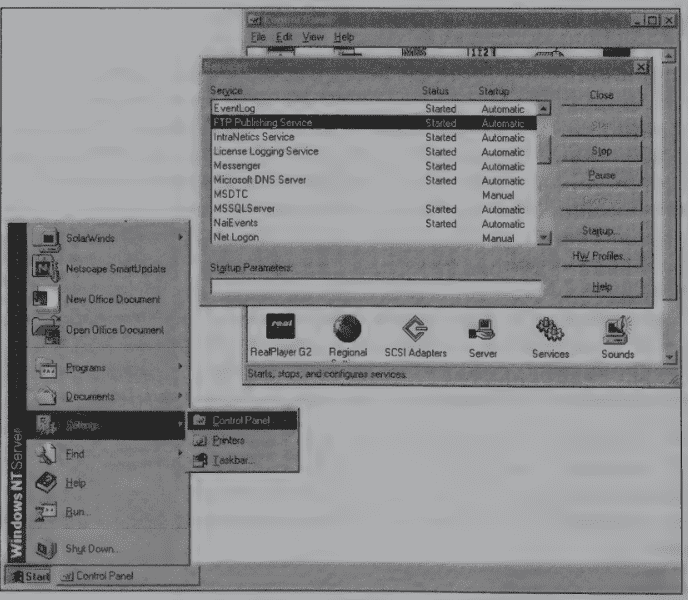 File Edit View Help
Service Status Startup
EventLog Started Automatic
FTP Publishing Service Started Automatic
IntraNetics Service Started Automatic
License Logging Service Started Automatic
Messenger Started Automatic
Microsoft DNS Server Started Automatic
MSDTC Manual
MSSQLServer Started Automatic
NaiEvents Started Automatic
Net Logon Manual
Startup Parameters:
Close
Stop
Pause
Startup...
HW Profiles...
Help
real
RealPlayer G2 Regional SCSI Adapters Server Services Sounds
Starts, stops, and configures services.
SolarWinds
Netscape SmartUpdate
New Office Document
Open Office Document
Programs
Documents
Settings
Find
Help
Run...
Shut Down...
Control Panel
Printers
Taskbar...
Windows NT Server
Start Control Panel